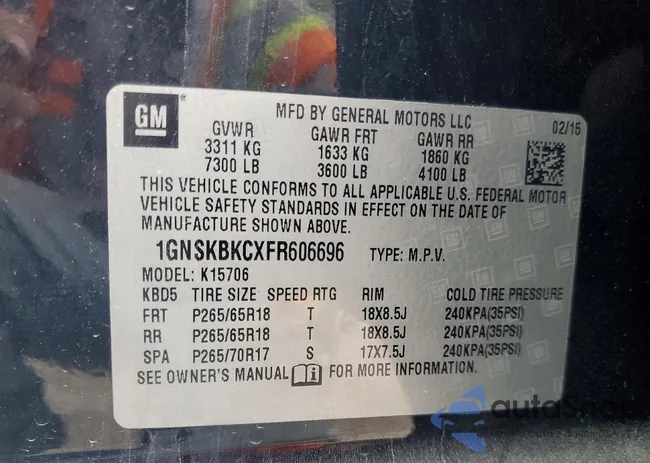 GM
MFD BY GENERAL MOTORS LLC
02/15
GVWR GAWR FRT GAWR RR
3311 KG 1633 KG 1860 KG
7300 LB 3600 LB 4100 LB
THIS VEHICLE CONFORMS TO ALL APPLICABLE U.S. FEDERAL MOTOR
VEHICLE SAFETY STANDARDS IN EFFECT ON THE DATE OF
MANUFACTURE SHOWN ABOVE.
1GNSKBKCXFR606696 TYPE: M.P.V.
MODEL: K15706
KBD5 TIRE SIZE SPEED RTG RIM COLD TIRE PRESSURE
FRT P265/65R18 T 18X8.5J 240KPA(35PSI)
RR P265/65R18 T 18X8.5J 240KPA(35PSI)
SPA P265/70R17 S 17X7.5J 240KPA(35PSI)
SEE OWNER'S MANUAL i FOR MORE INFORMATION.
autoSnap